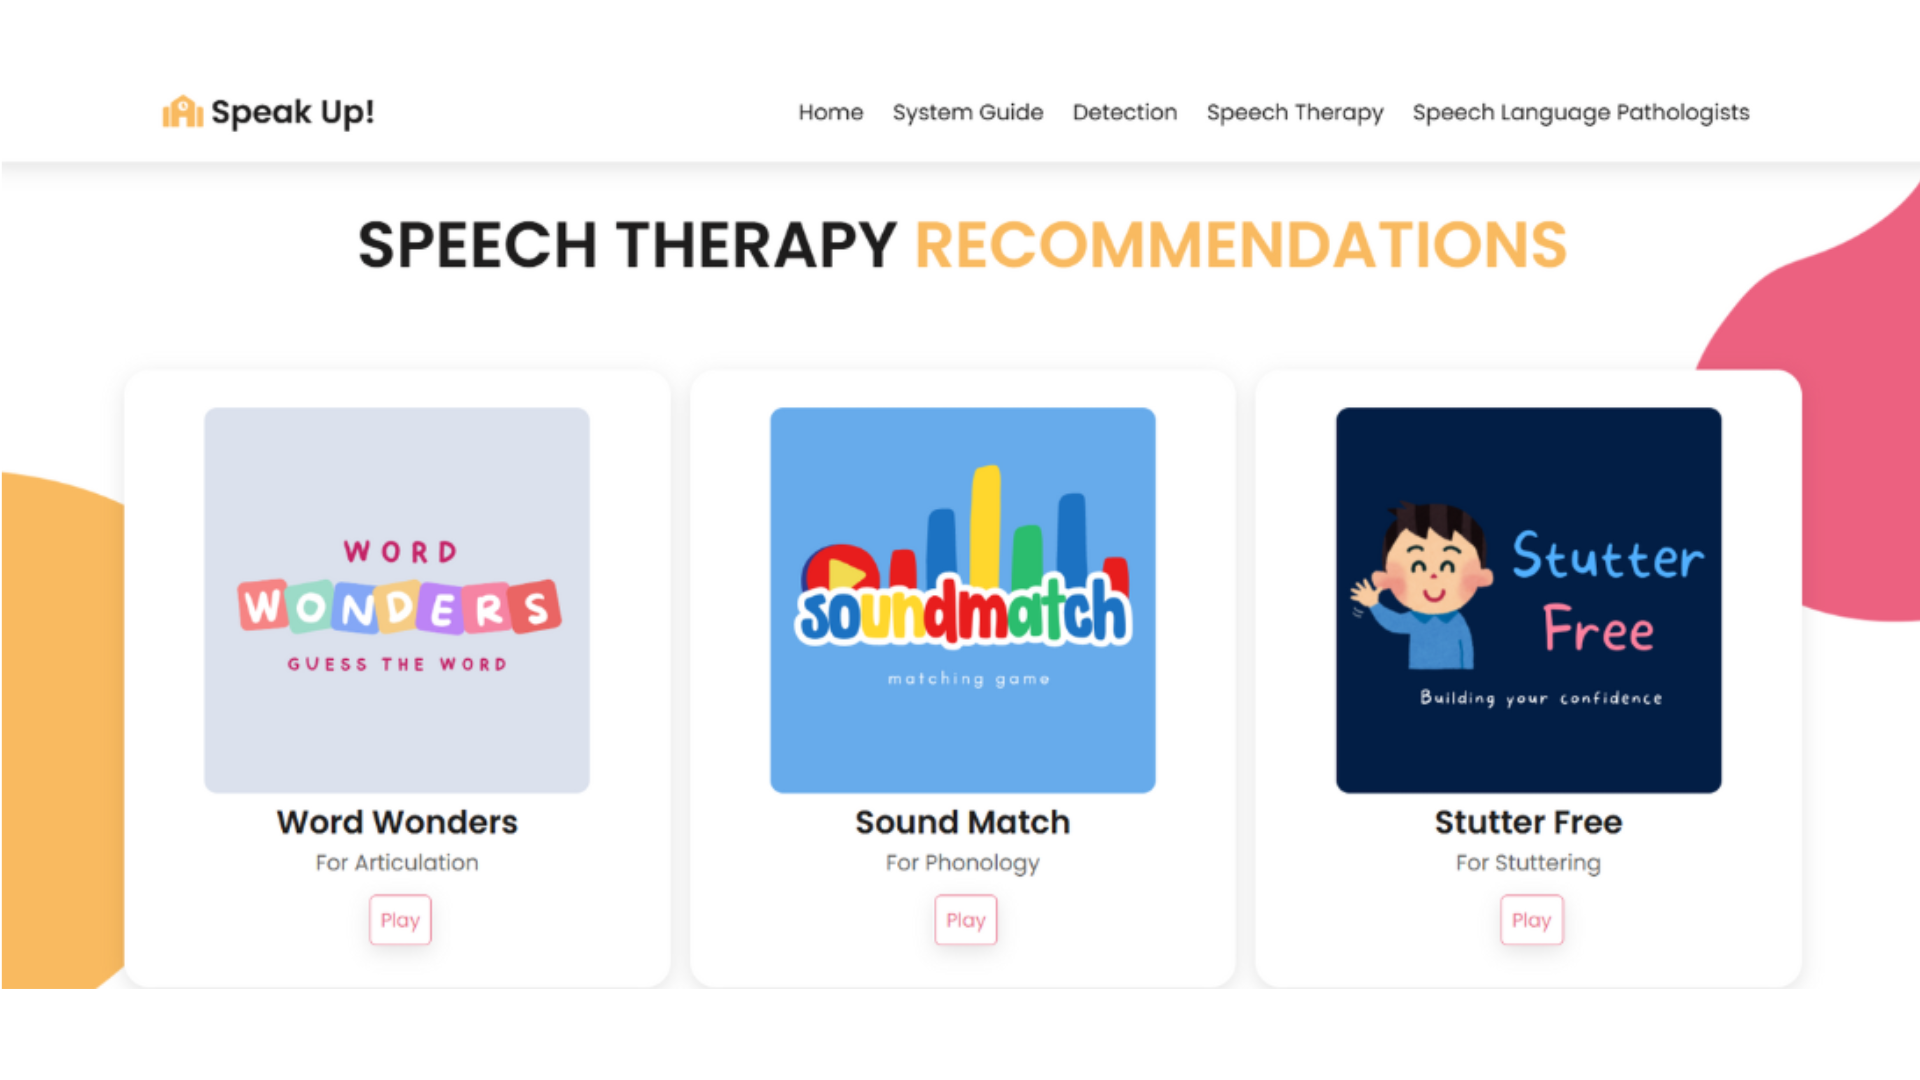 Speak Up!
Home System Guide Detection Speech Therapy Speech Language Pathologists
SPEECH THERAPY RECOMMENDATIONS
WORD
WONDERS
GUESS THE WORD
soundmatch
matching game
Stutter
Free
Building your confidence
Word Wonders
For Articulation
Play
Sound Match
For Phonology
Play
Stutter Free
For Stuttering
Play